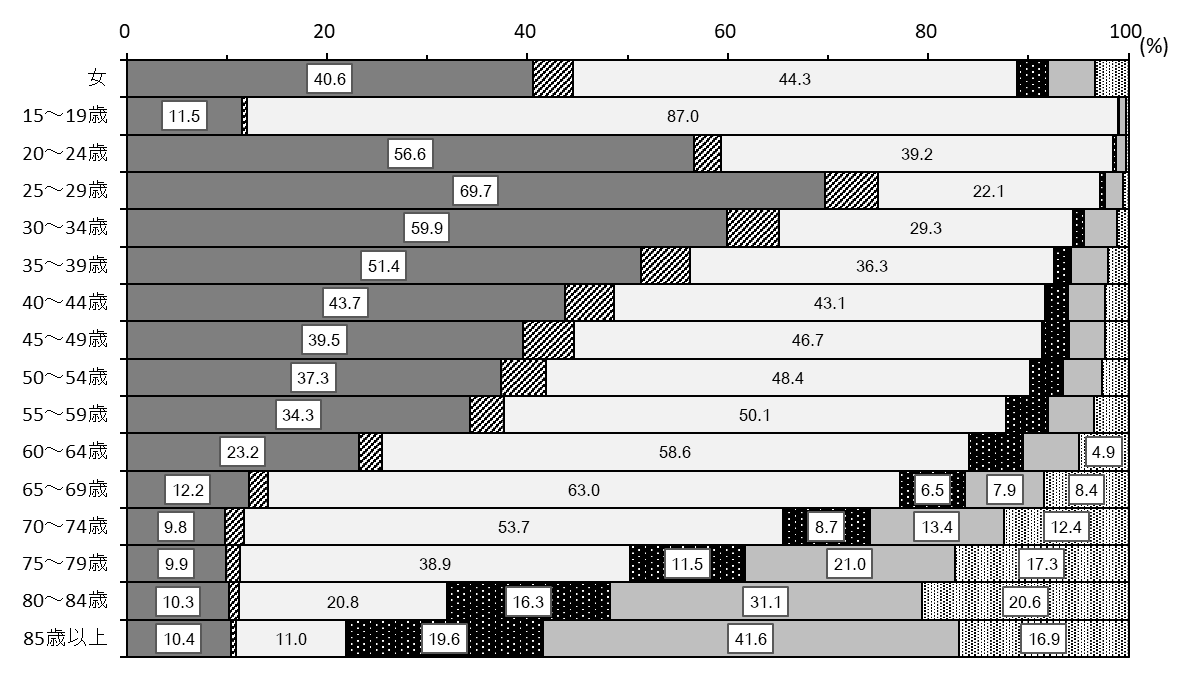 0 20 40 60 80 100
(%)
女 40.6 44.3
15～19歳 11.5 87.0
20～24歳 56.6 39.2
25～29歳 69.7 22.1
30～34歳 59.9 29.3
35～39歳 51.4 36.3
40～44歳 43.7 43.1
45～49歳 39.5 46.7
50～54歳 37.3 48.4
55～59歳 34.3 50.1
60～64歳 23.2 58.6 4.9
65～69歳 12.2 63.0 6.5 7.9 8.4
70～74歳 9.8 53.7 8.7 13.4 12.4
75～79歳 9.9 38.9 11.5 21.0 17.3
80～84歳 10.3 20.8 16.3 31.1 20.6
85歳以上 10.4 11.0 19.6 41.6 16.9